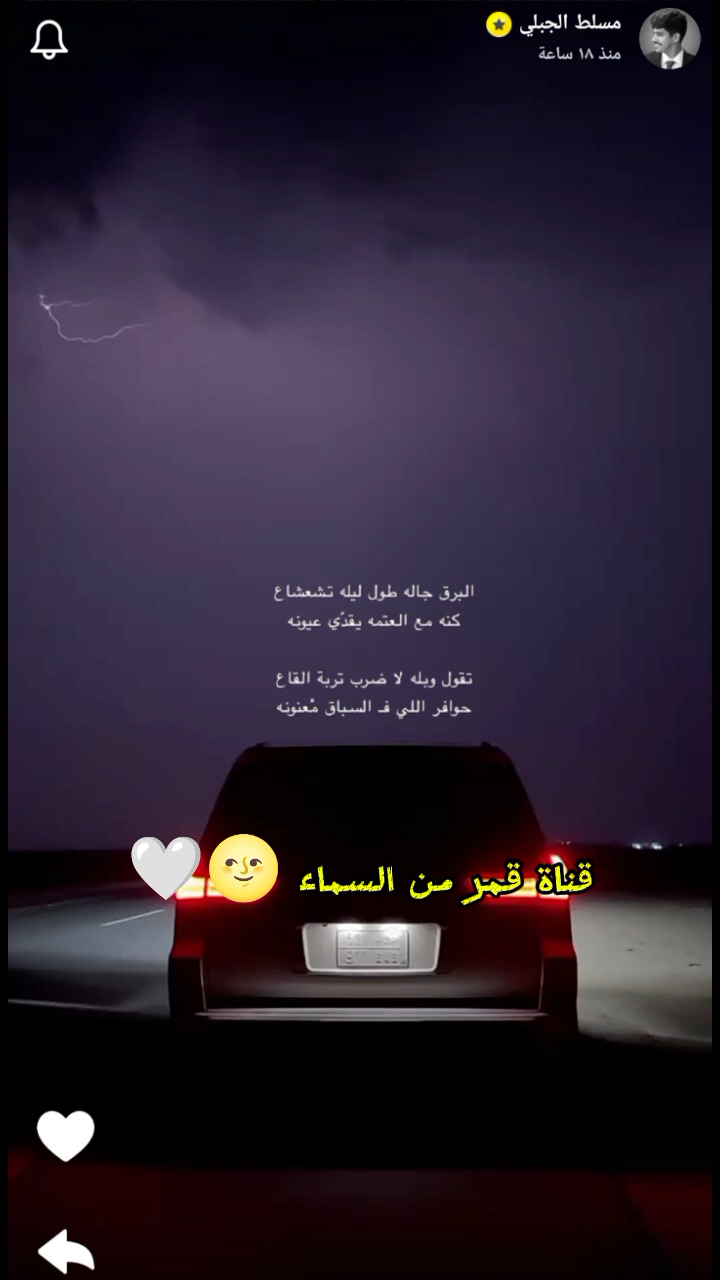 مسلط الجبلي
منذ ١٨ ساعة
البرق جاله طول ليله تشعشاع
كنه مع العتمه يقدّي عيونه
تقول وبله لا ضرب تربة القاع
حوافر اللي فـ السباق مْعنونه
قناة قمر من السماء